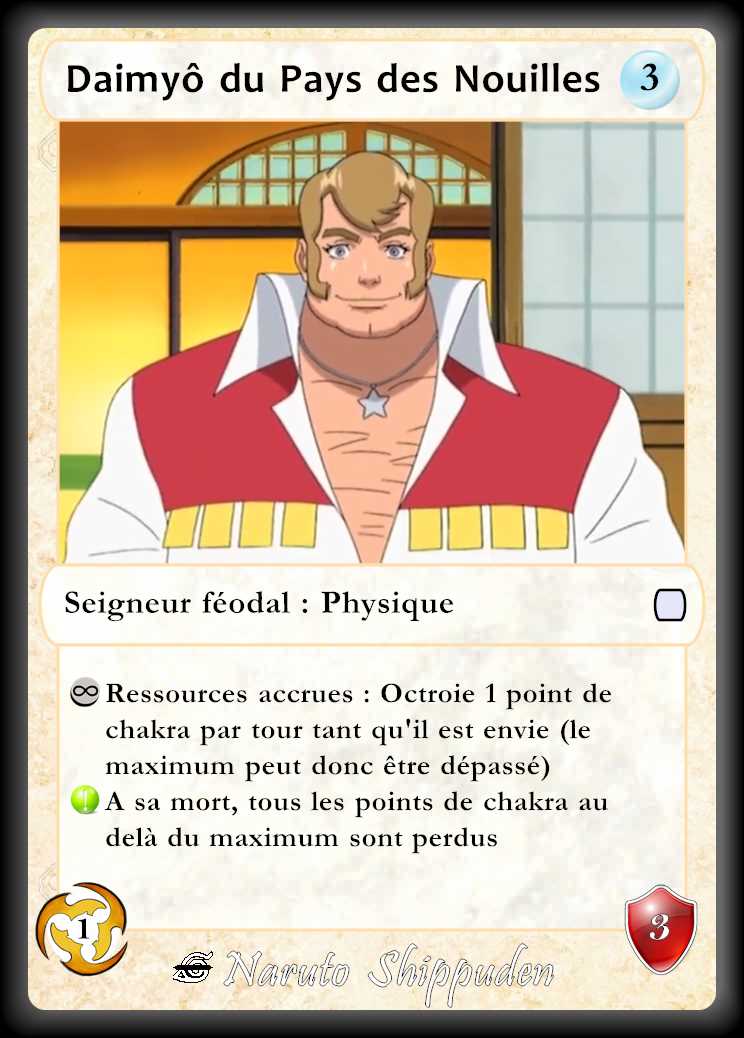 Daimyô du Pays des Nouilles 3
Seigneur féodal : Physique
Ressources accrues : Octroie 1 point de
chakra par tour tant qu'il est envie (le
maximum peut donc être dépassé)
A sa mort, tous les points de chakra au
delà du maximum sont perdus
1
3
Naruto Shippuden